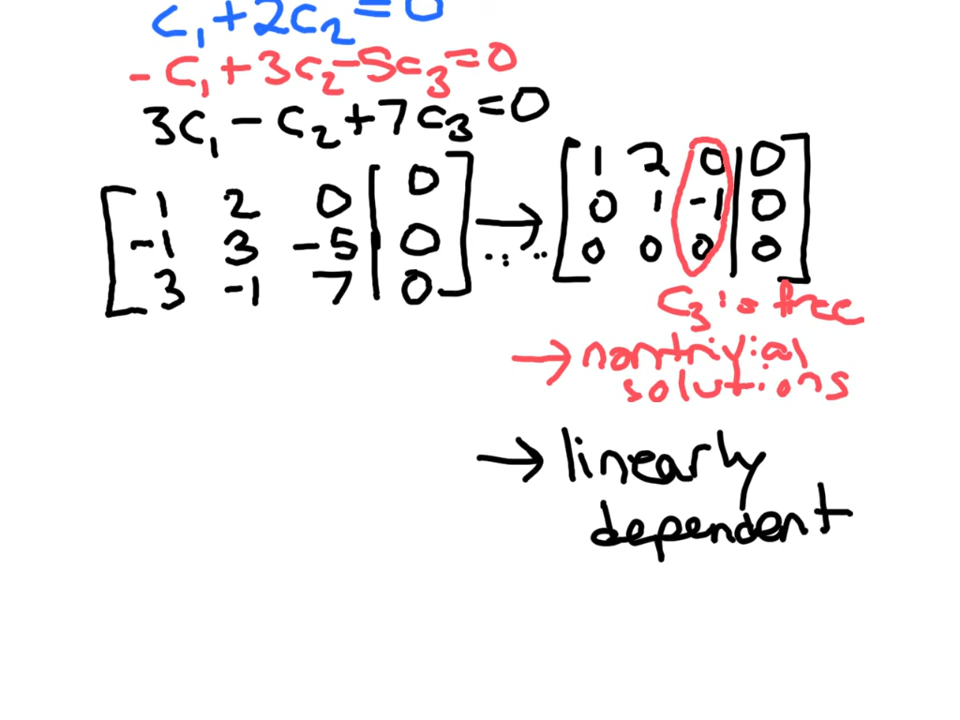 c₁+2c₂=0
-c₁+3c₂-5c₃=0
3c₁-c₂+7c₃=0
[1 2 0 | 0] → [1 2 0 | 0]
[-1 3 -5 | 0] ..... [0 1 -1 | 0]
[3 -1 7 | 0] [0 0 0 | 0]
c₃ is free
→ nontrivial
solutions
→ linearly
dependent